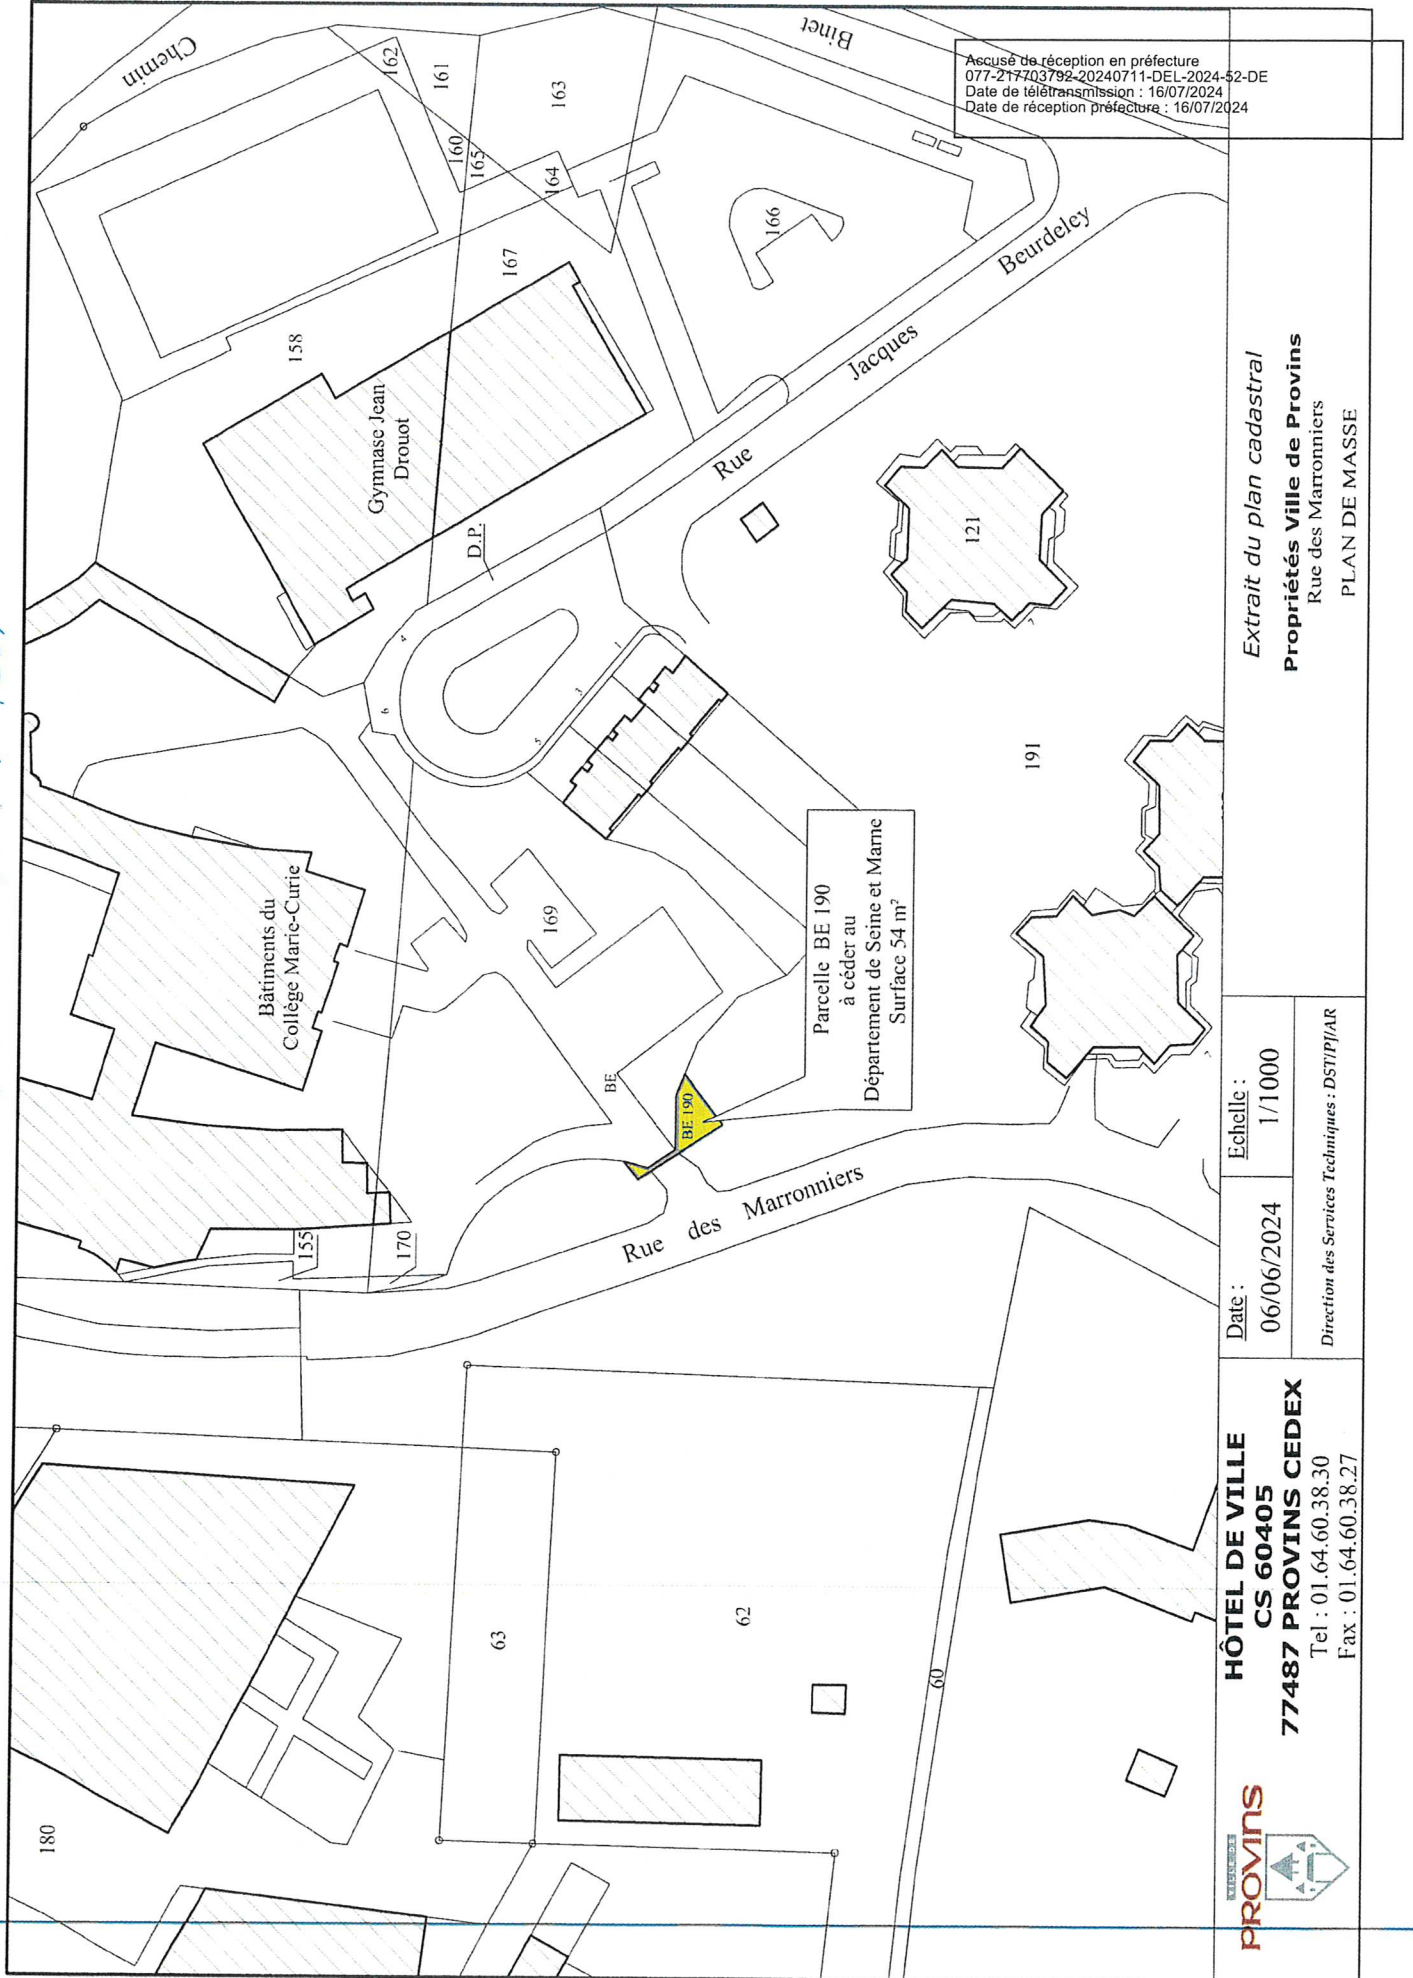 Accusé de réception en préfecture
077-217703792-20240711-DEL-2024-52-DE
Date de télétransmission : 16/07/2024
Date de réception préfecture : 16/07/2024
Chemin
Binet
162
161
163
160
165
164
166
167
158
Gymnase Jean
Drouot
D.P.
Rue Jacques Beurdeley
121
7
4
6
1
3
5
191
Bâtiments du
Collège Marie-Curie
169
BE
BE 190
Parcelle BE 190
à céder au
Département de Seine et Marne
Surface 54 m²
155
170
Rue des Marronniers
180
63
62
60
PROVINS
HÔTEL DE VILLE
CS 60405
77487 PROVINS CEDEX
Tel : 01.64.60.38.30
Fax : 01.64.60.38.27
Date :
06/06/2024
Echelle :
1/1000
Direction des Services Techniques : DST/PJ/AR
Extrait du plan cadastral
Propriétés Ville de Provins
Rue des Marronniers
PLAN DE MASSE